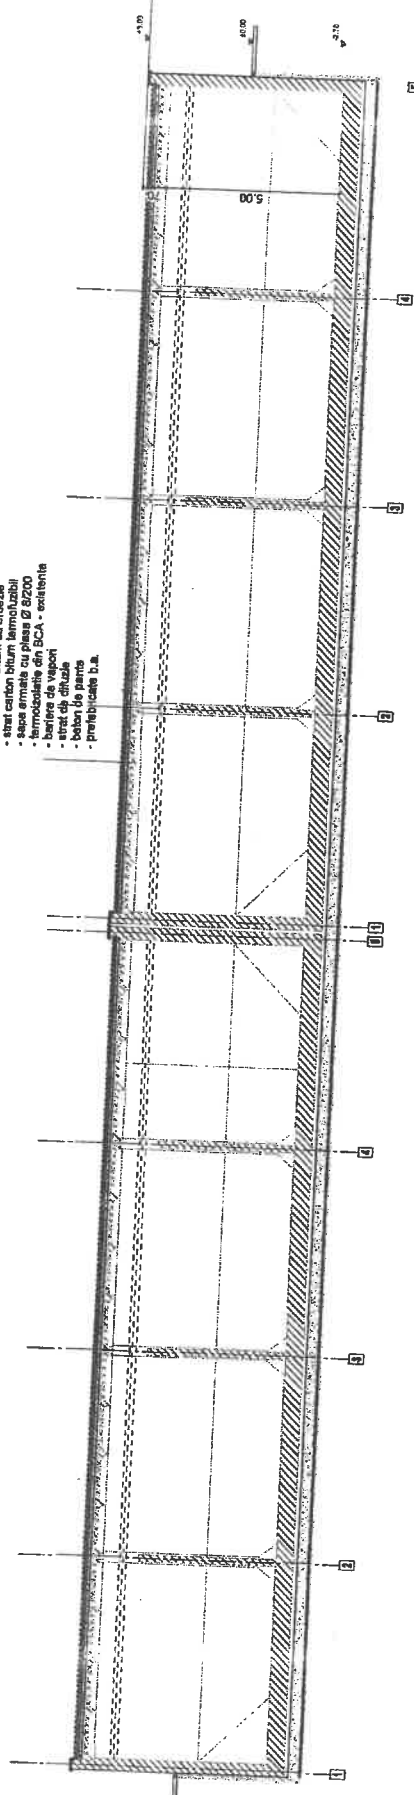 - strat carton bitum termofuzibil
- sapa armata cu plasa Ø 8/200
- termoizolatie din BCA - existenta
- bariera de vapori
- strat de difuzie
- beton de panta
- prefabricate b.a.
±0.00
5.00
4
3
2
1
4
3
2
1